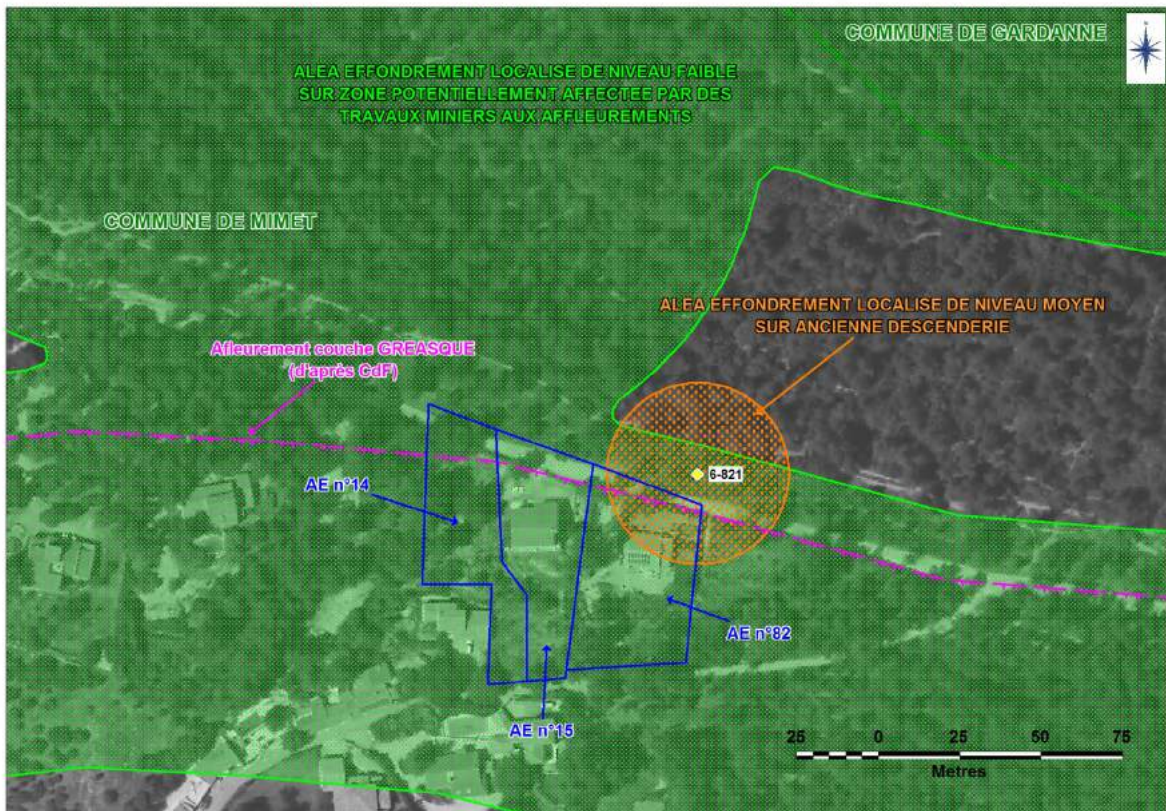 COMMUNE DE GARDANNE
N
ALEA EFFONDREMENT LOCALISE DE NIVEAU FAIBLE
SUR ZONE POTENTIELLEMENT AFFECTEE PAR DES
TRAVAUX MINIERS AUX AFFLEUREMENTS
COMMUNE DE MIMET
ALEA EFFONDREMENT LOCALISE DE NIVEAU MOYEN
SUR ANCIENNE DESCENDERIE
Afleurement couche GREASQUE
(d'après CdF)
6-821
AE n°14
AE n°82
AE n°15
25 0 25 50 75
Metres